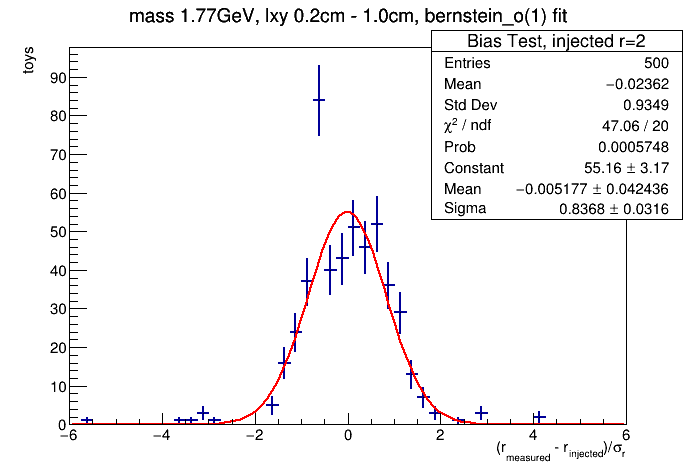 mass 1.77GeV, lxy 0.2cm - 1.0cm, bernstein_o(1) fit
toys
Bias Test, injected r=2
Entries 500
Mean −0.02362
Std Dev 0.9349
χ² / ndf 47.06 / 20
Prob 0.0005748
Constant 55.16 ± 3.17
Mean −0.005177 ± 0.042436
Sigma 0.8368 ± 0.0316
90
80
70
60
50
40
30
20
10
0
−6 −4 −2 0 2 4 6
(r_measured - r_injected)/σ_r